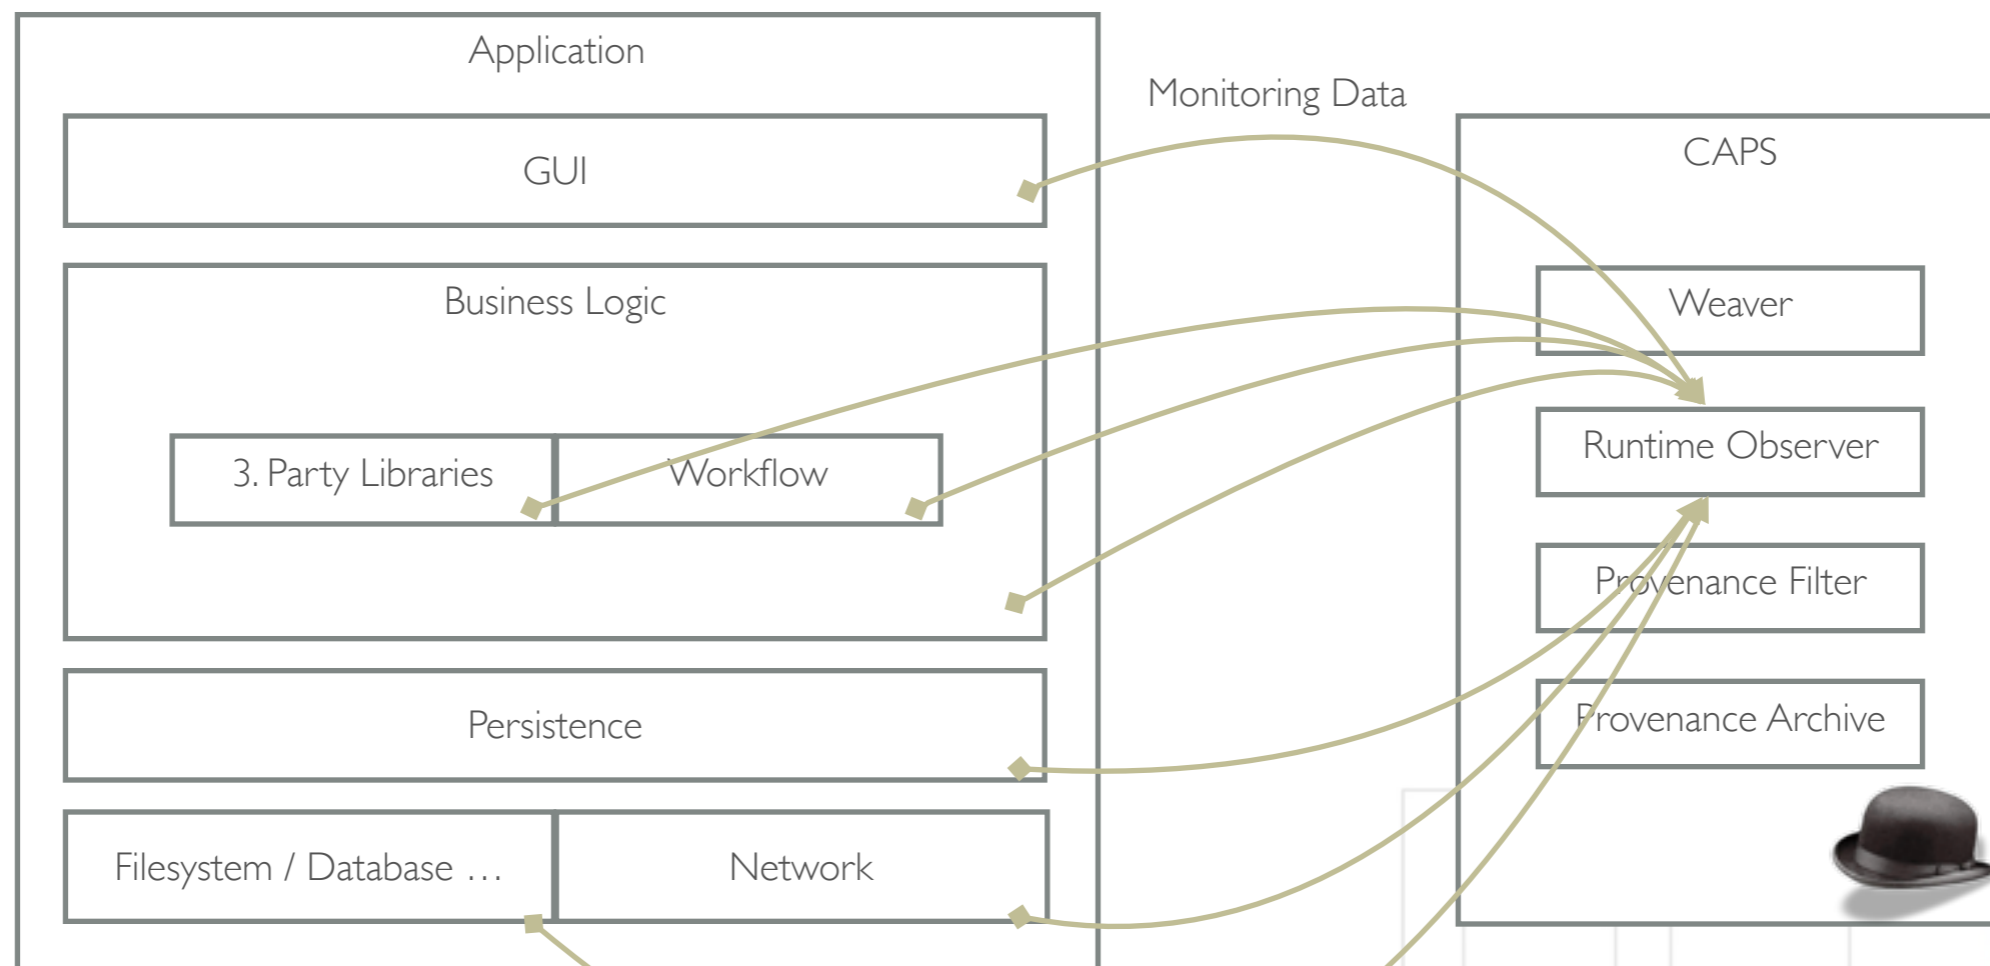 Application
Monitoring Data
GUI
CAPS
Business Logic
Weaver
3. Party Libraries
Workflow
Runtime Observer
Provenance Filter
Persistence
Provenance Archive
Filesystem / Database ...
Network